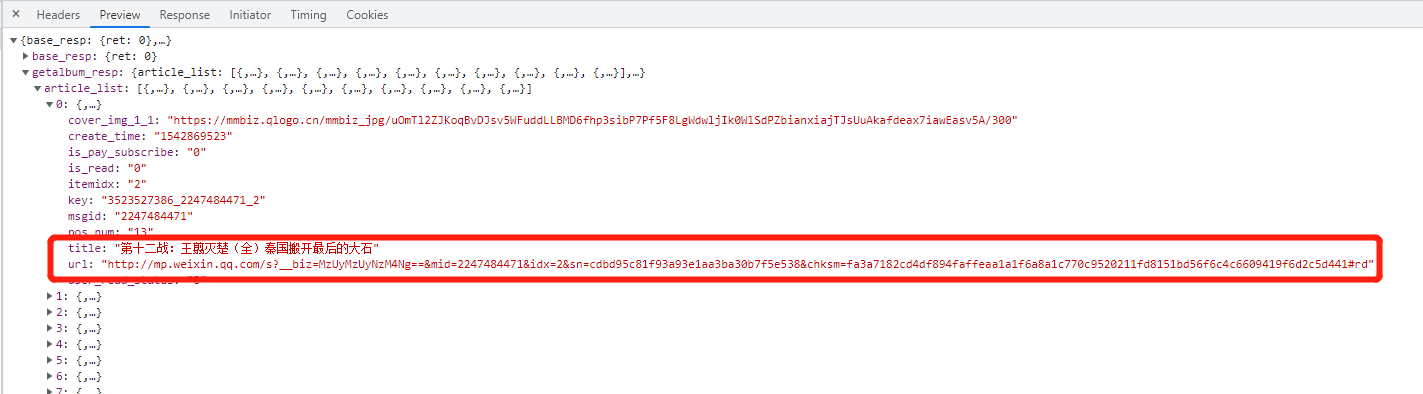 × Headers Preview Response Initiator Timing Cookies
▼{base_resp: {ret: 0},…}
▶base_resp: {ret: 0}
▼getalbum_resp: {article_list: [{,…}, {,…}, {,…}, {,…}, {,…}, {,…}, {,…}, {,…}, {,…}, {,…}],…}
▼article_list: [{,…}, {,…}, {,…}, {,…}, {,…}, {,…}, {,…}, {,…}, {,…}, {,…}]
▼0: {,…}
cover_img_1_1: "https://mmbiz.qlogo.cn/mmbiz_jpg/uOmTl2ZJKoqBvDJsv5WFuddLLBMD6fhp3sibP7Pf5F8LgWdwljIk0WlSdPZbianxiajTJsUuAkafdeax7iawEasv5A/300"
create_time: "1542869523"
is_pay_subscribe: "0"
is_read: "0"
itemidx: "2"
key: "3523527386_2247484471_2"
msgid: "2247484471"
pos_num: "13"
title: "第十二战：王翦灭楚（全）秦国搬开最后的大石"
url: "http://mp.weixin.qq.com/s?__biz=MzUyMzUyNzM4Ng==&mid=2247484471&idx=2&sn=cdbd95c81f93a93e1aa3ba30b7f5e538&chksm=fa3a7182cd4df894faffeaa1a1f6a8a1c770c9520211fd8151bd56f6c4c6609419f6d2c5d441#rd"
user_read_status: "0"
▶1: {,…}
▶2: {,…}
▶3: {,…}
▶4: {,…}
▶5: {,…}
▶6: {,…}
▶7: {,…}